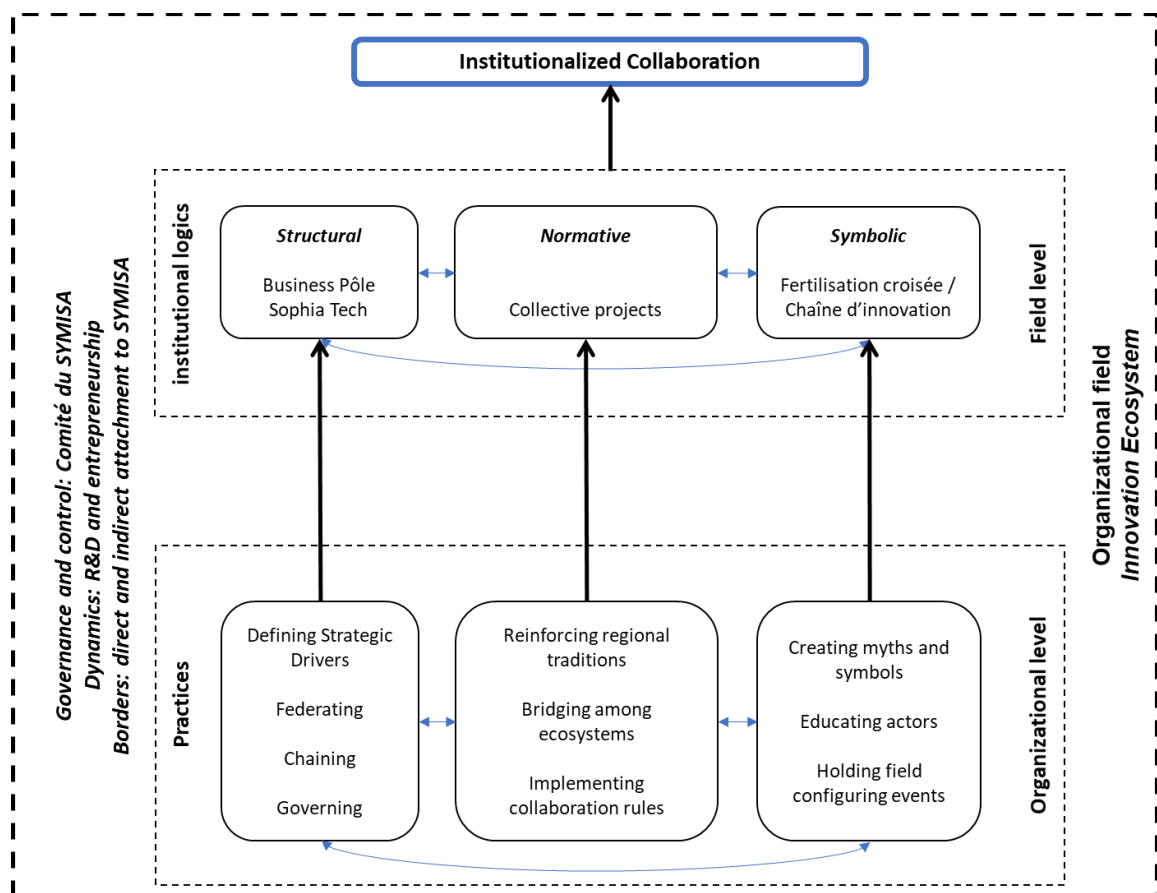 Institutionalized Collaboration
Governance and control: Comité du SYMISA
Dynamics: R&D and entrepreneurship
Borders: direct and indirect attachment to SYMISA
institutional logics
Structural
Business Pôle
Sophia Tech
Normative
Collective projects
Symbolic
Fertilisation croisée /
Chaîne d’innovation
Field level
Organizational field
Innovation Ecosystem
Practices
Defining Strategic
Drivers
Federating
Chaining
Governing
Reinforcing regional
traditions
Bridging among
ecosystems
Implementing
collaboration rules
Creating myths and
symbols
Educating actors
Holding field
configuring events
Organizational level